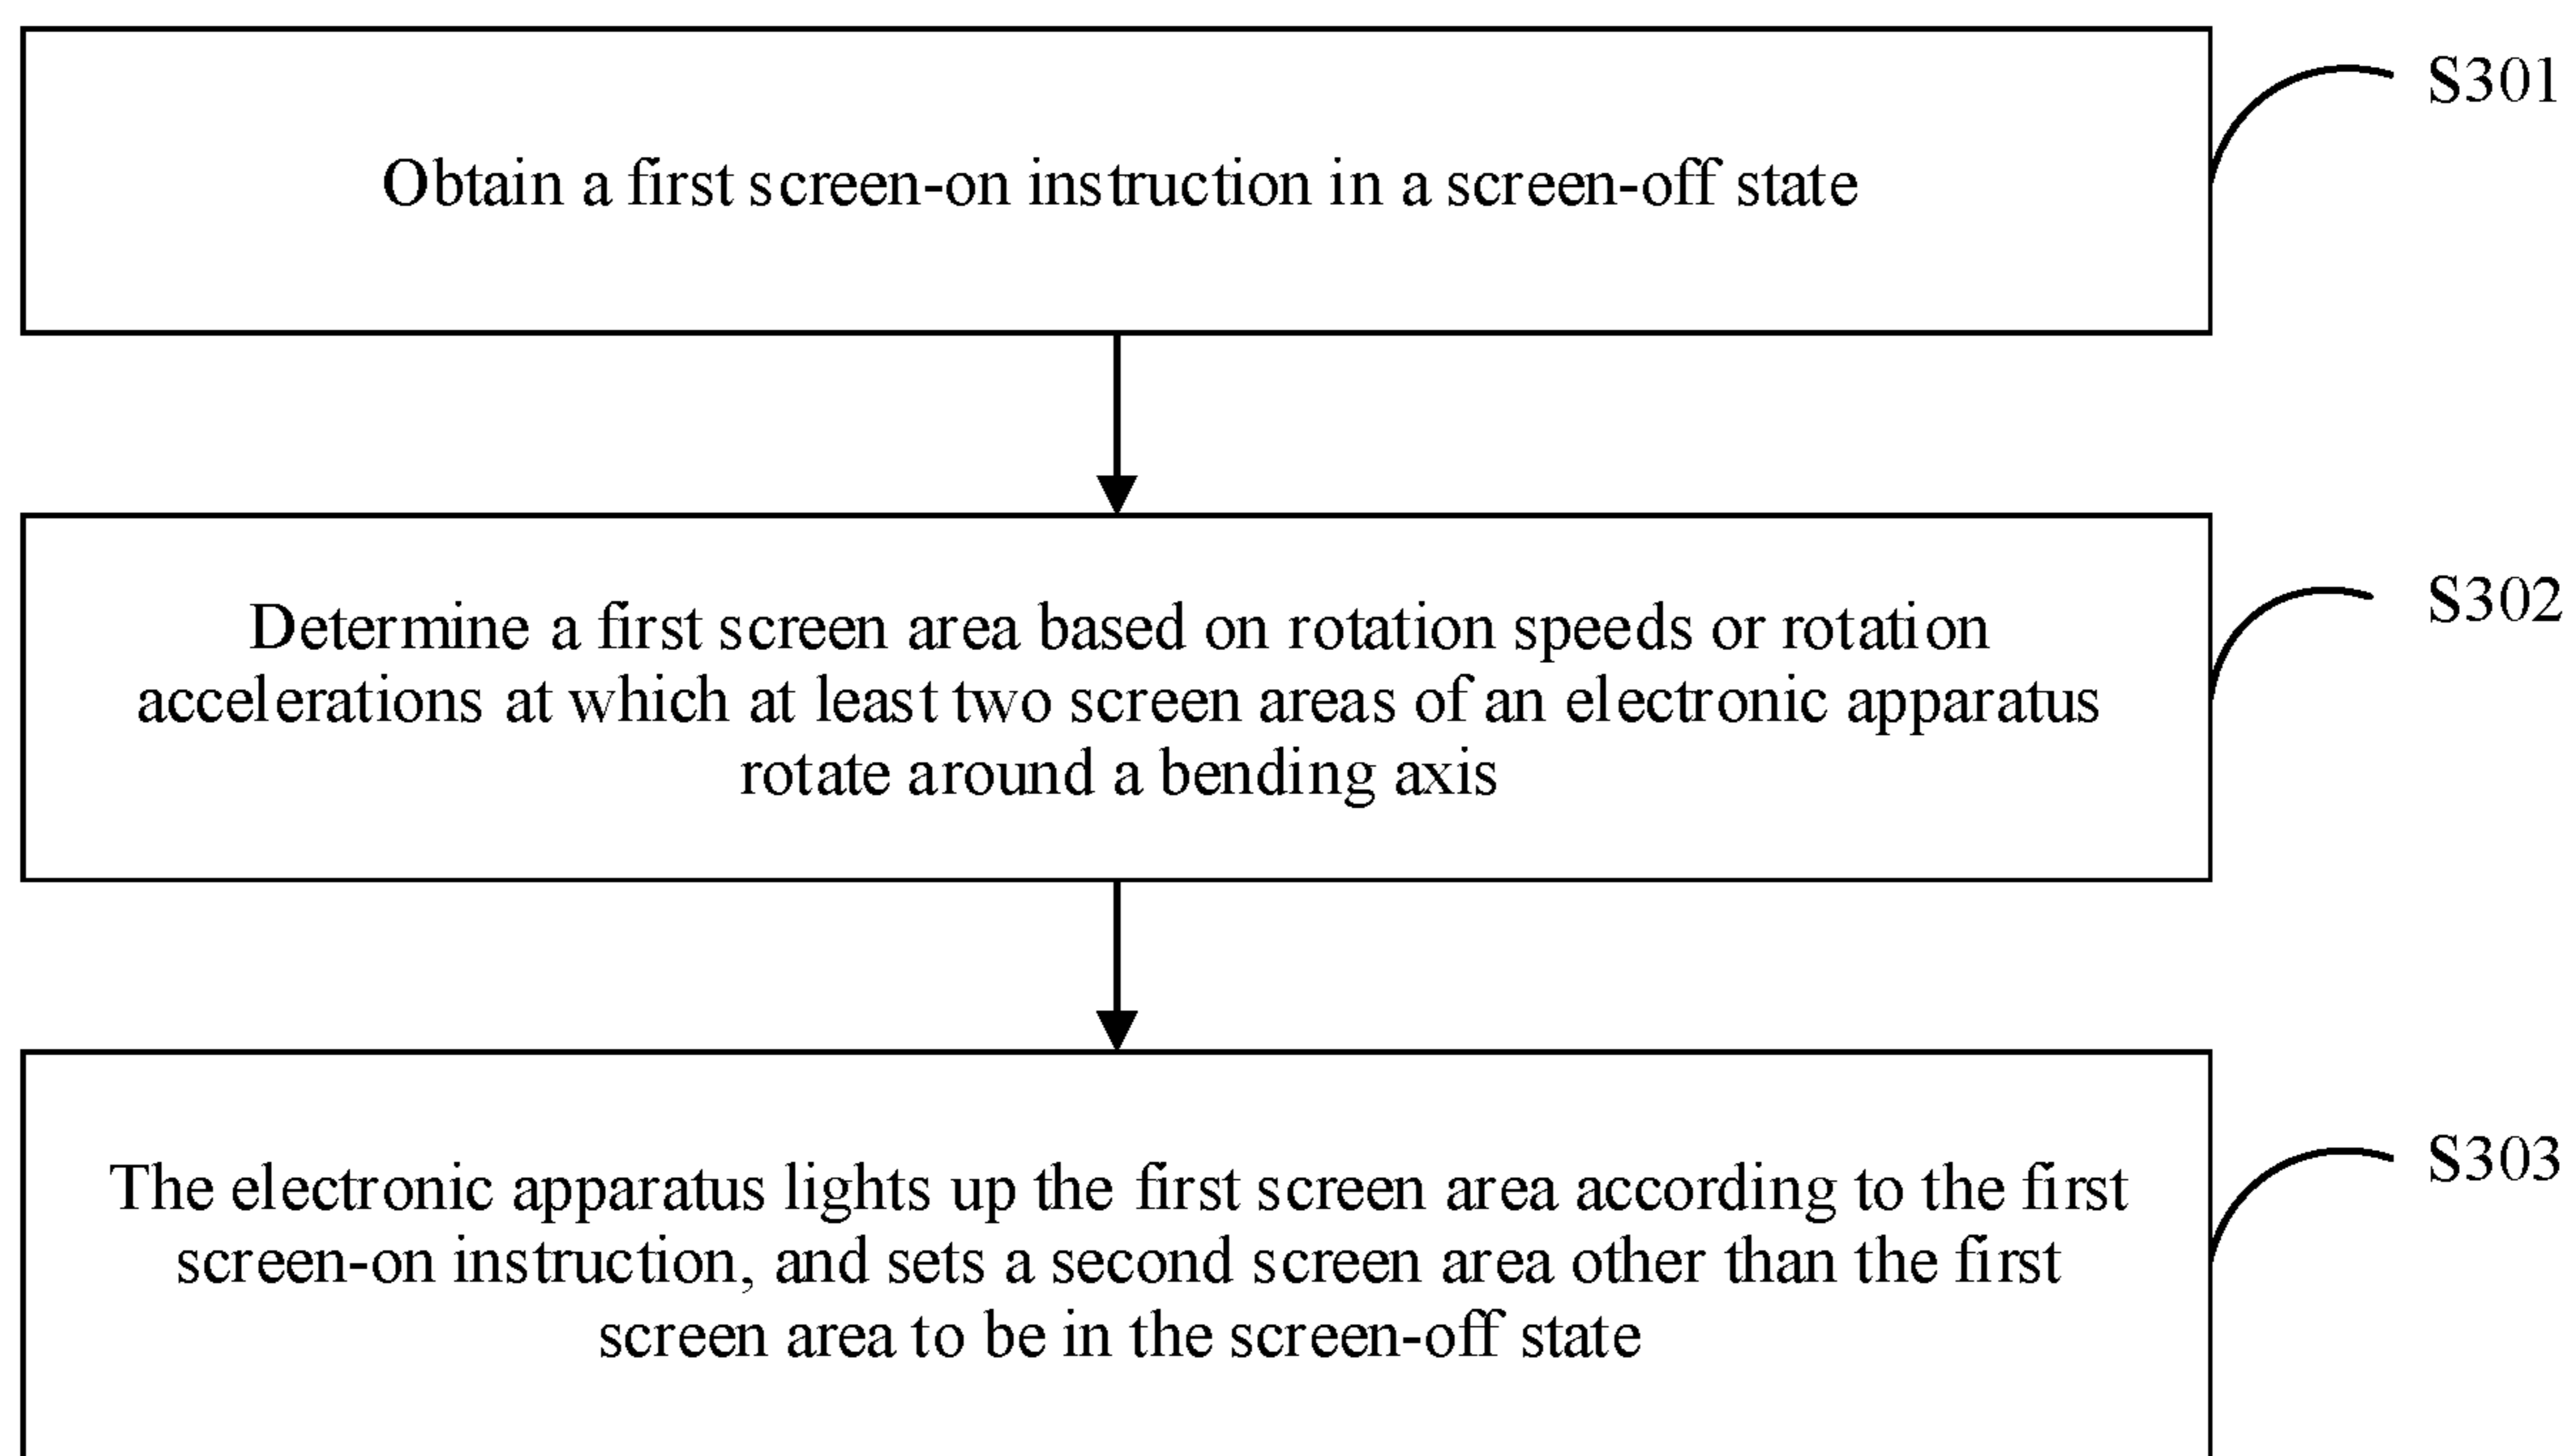 S301
Obtain a first screen-on instruction in a screen-off state
S302
Determine a first screen area based on rotation speeds or rotation
accelerations at which at least two screen areas of an electronic apparatus
rotate around a bending axis
S303
The electronic apparatus lights up the first screen area according to the first
screen-on instruction, and sets a second screen area other than the first
screen area to be in the screen-off state